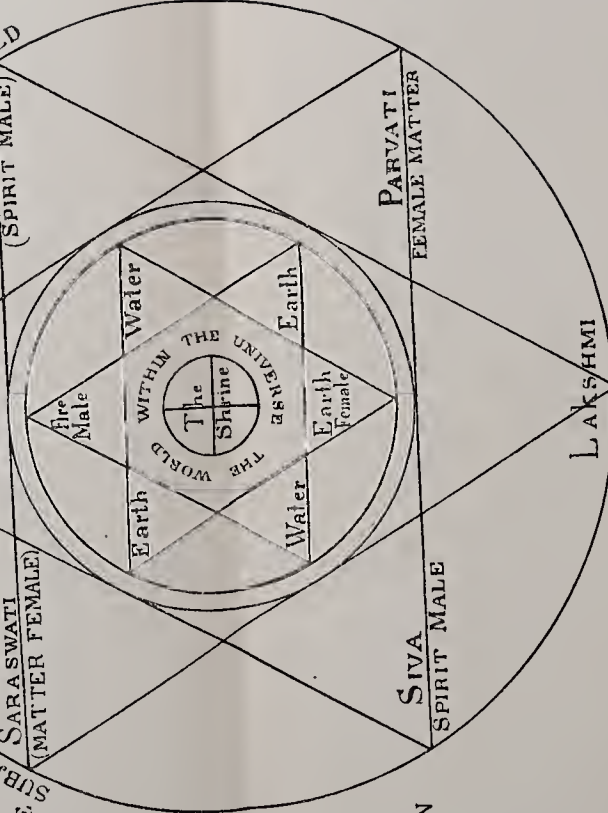 SARASWATI
(MATTER FEMALE)
(SPIRIT MALE)
Fire
Male
Earth
Water
THE WORLD WITHIN THE UNIVERSE
The
Shrine
Water
Earth
Female
Earth
SIVA
SPIRIT MALE
PARVATI
FEMALE MATTER
LAKSHMI